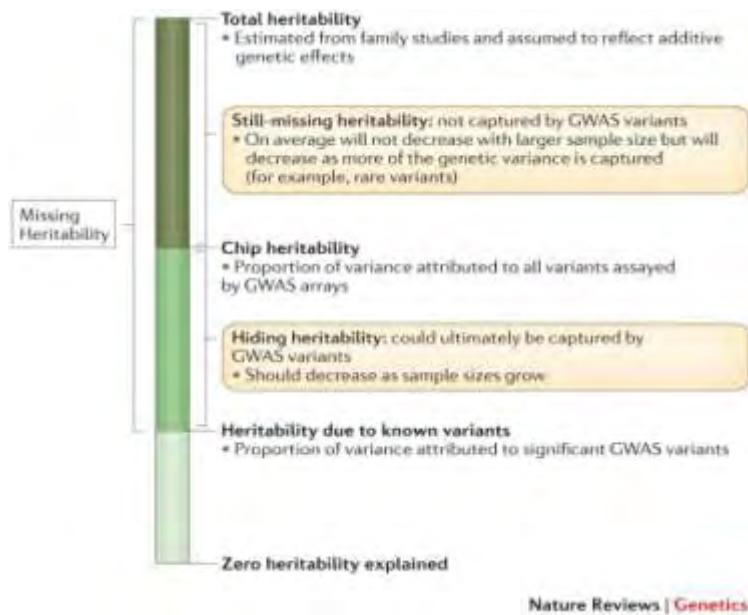 Total heritability
• Estimated from family studies and assumed to reflect additive
genetic effects
Still-missing heritability: not captured by GWAS variants
• On average will not decrease with larger sample size but will
decrease as more of the genetic variance is captured
(for example, rare variants)
Missing
Heritability
Chip heritability
• Proportion of variance attributed to all variants assayed
by GWAS arrays
Hiding heritability: could ultimately be captured by
GWAS variants
• Should decrease as sample sizes grow
Heritability due to known variants
• Proportion of variance attributed to significant GWAS variants
Zero heritability explained
Nature Reviews | Genetics